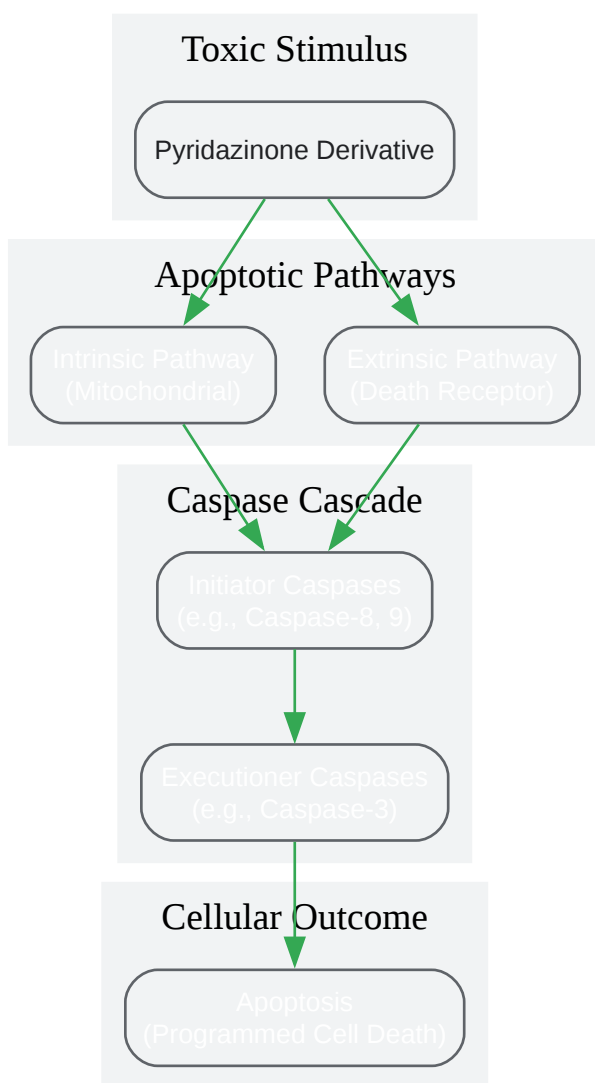 Toxic Stimulus
Pyridazinone Derivative
Apoptotic Pathways
Intrinsic Pathway
(Mitochondrial)
Extrinsic Pathway
(Death Receptor)
Caspase Cascade
Initiator Caspases
(e.g., Caspase-8, 9)
Executioner Caspases
(e.g., Caspase-3)
Cellular Outcome
Apoptosis
(Programmed Cell Death)